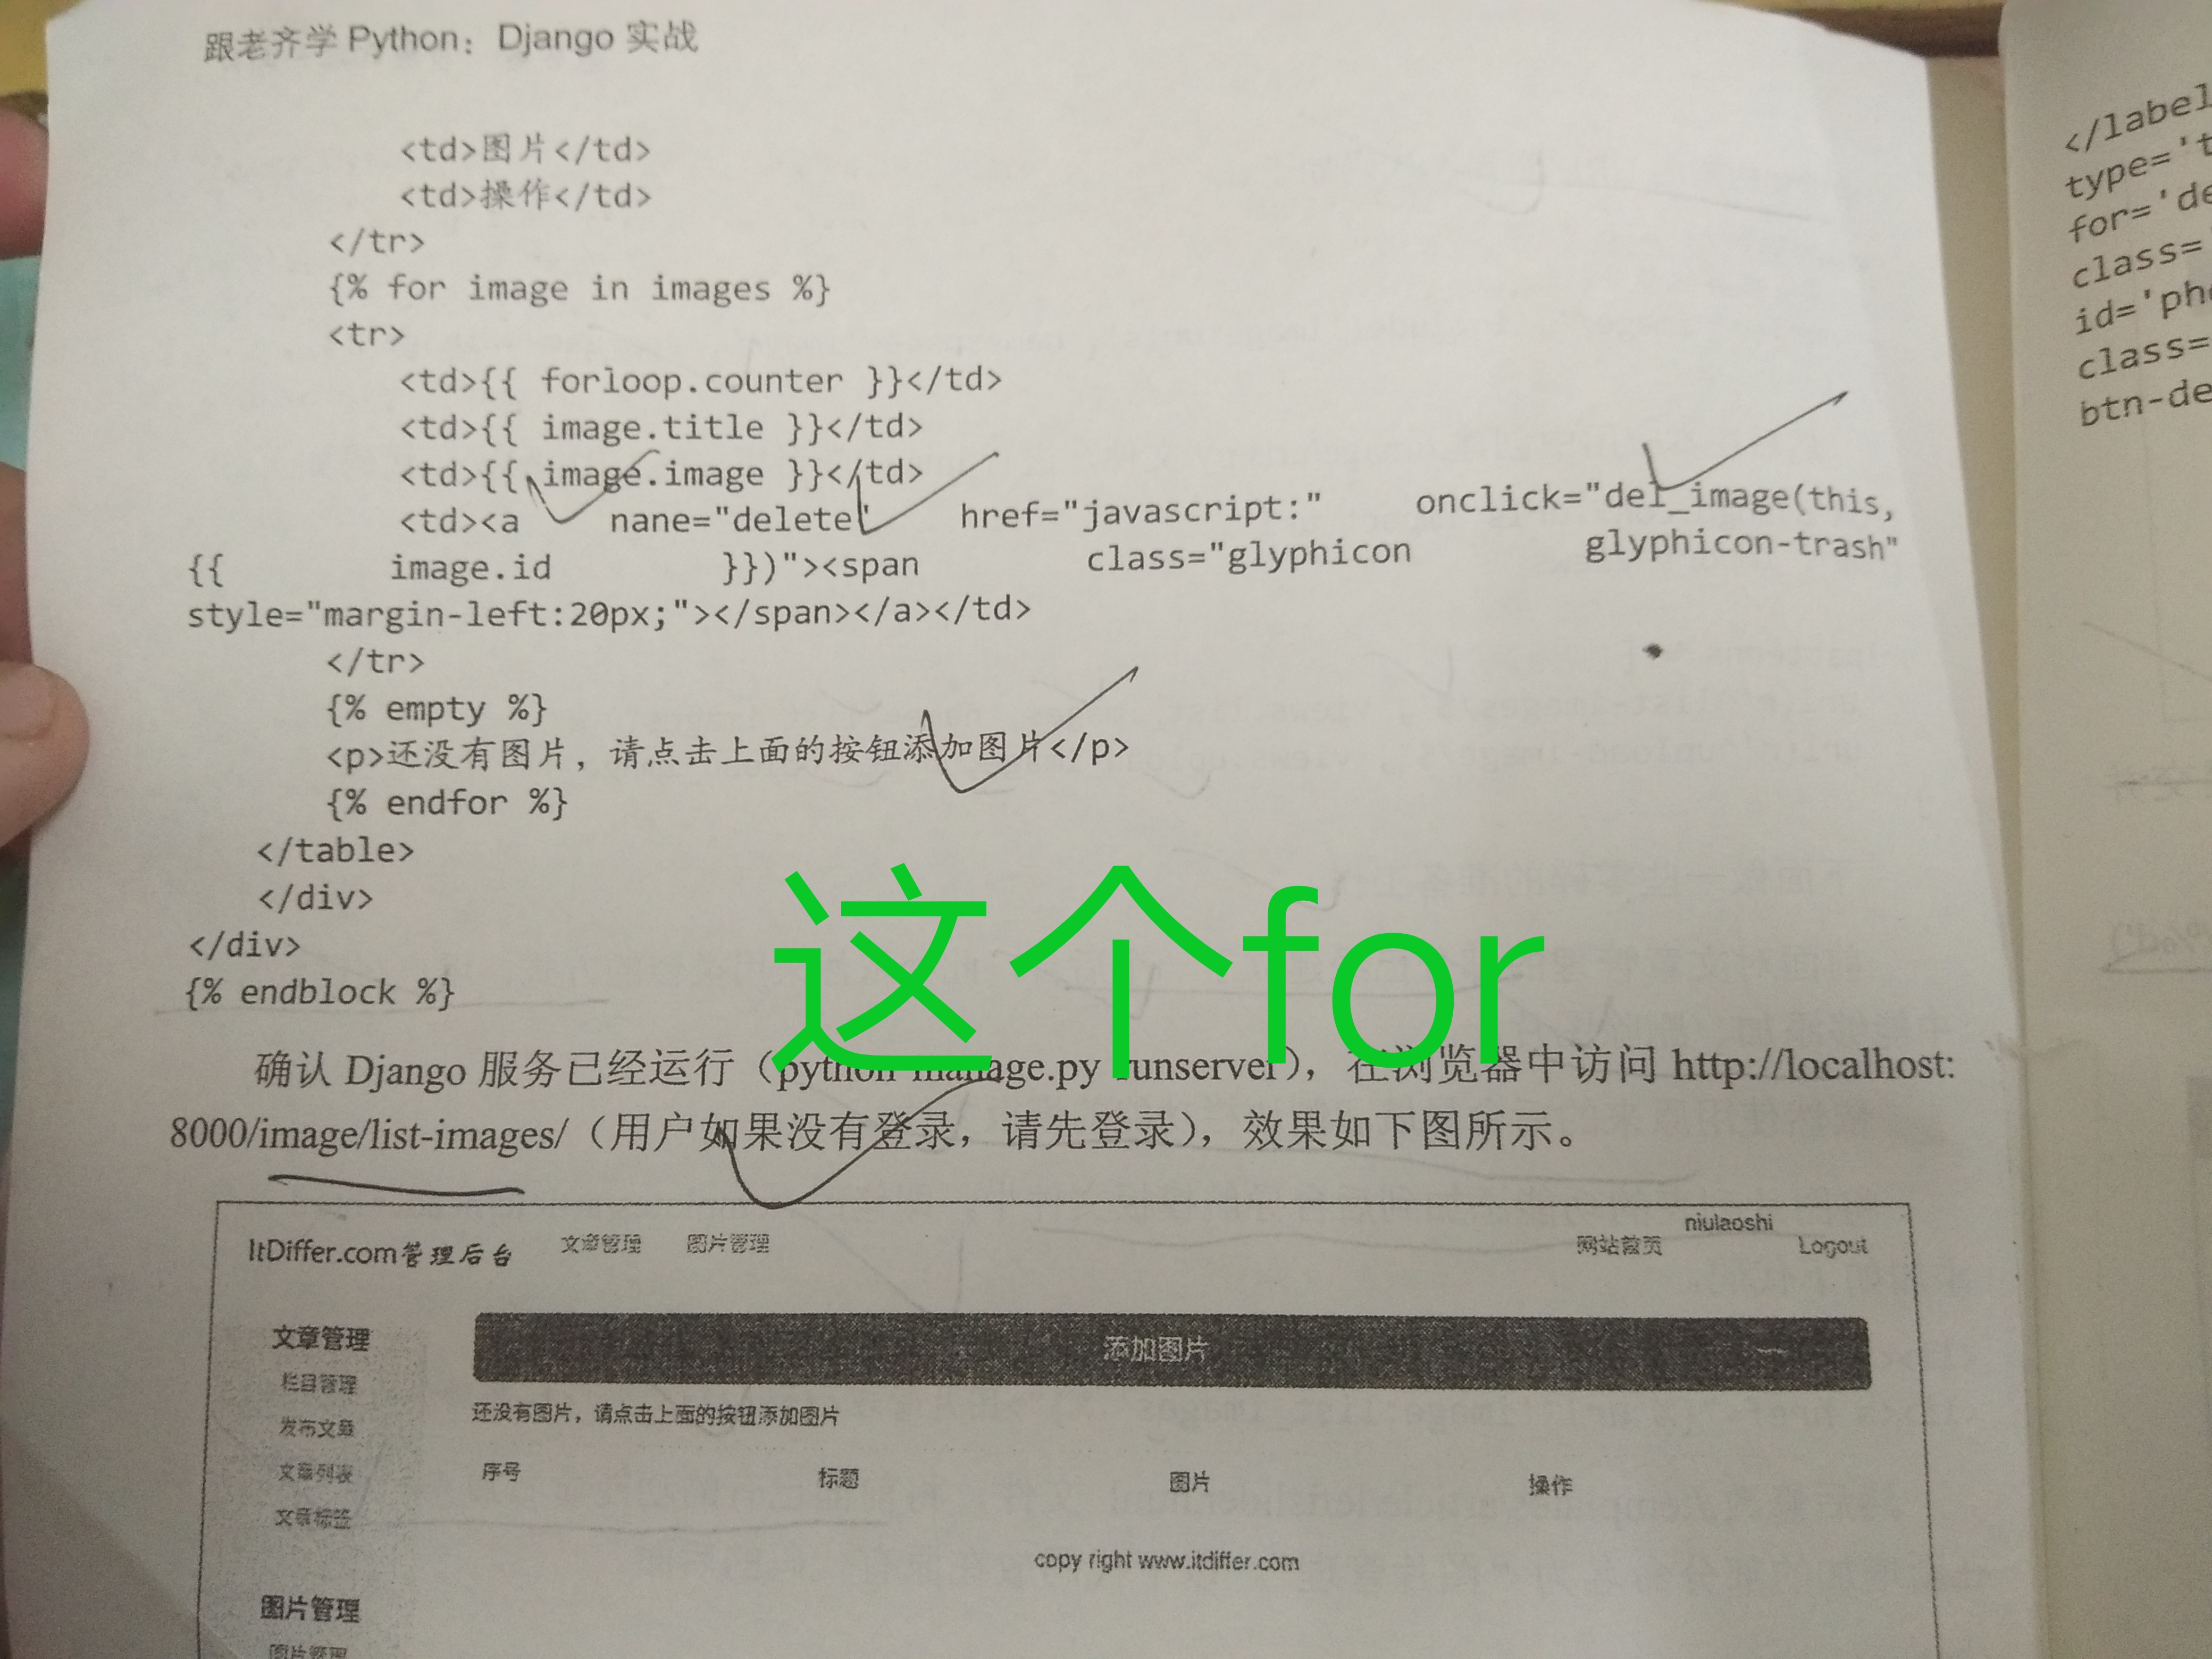 跟老齐学 Python：Django 实战
<td>图片</td>
<td>操作</td>
</tr>
{% for image in images %}
<tr>
<td>{{ forloop.counter }}</td>
<td>{{ image.title }}</td>
<td>{{ image.image }}</td>
<td><a nane="delete" href="javascript:" onclick="del_image(this,
{{ image.id }})"><span class="glyphicon glyphicon-trash"
style="margin-left:20px;"></span></a></td>
</tr>
{% empty %}
<p>还没有图片，请点击上面的按钮添加图片</p>
{% endfor %}
</table>
</div>
</div>
{% endblock %}
这个for
确认 Django 服务已经运行（python manage.py runserver），在浏览器中访问 http://localhost:
8000/image/list-images/（用户如果没有登录，请先登录），效果如下图所示。
ItDiffer.com管理后台 文章管理 图片管理 网站首页 niulaoshi Logout
文章管理
栏目管理
发布文章
文章列表
文章标签
图片管理
图片管理
添加图片
还没有图片，请点击上面的按钮添加图片
序号 标题 图片 操作
copy right www.itdiffer.com
</label
type='t
for='de
class='
id='pho
class=
btn-de